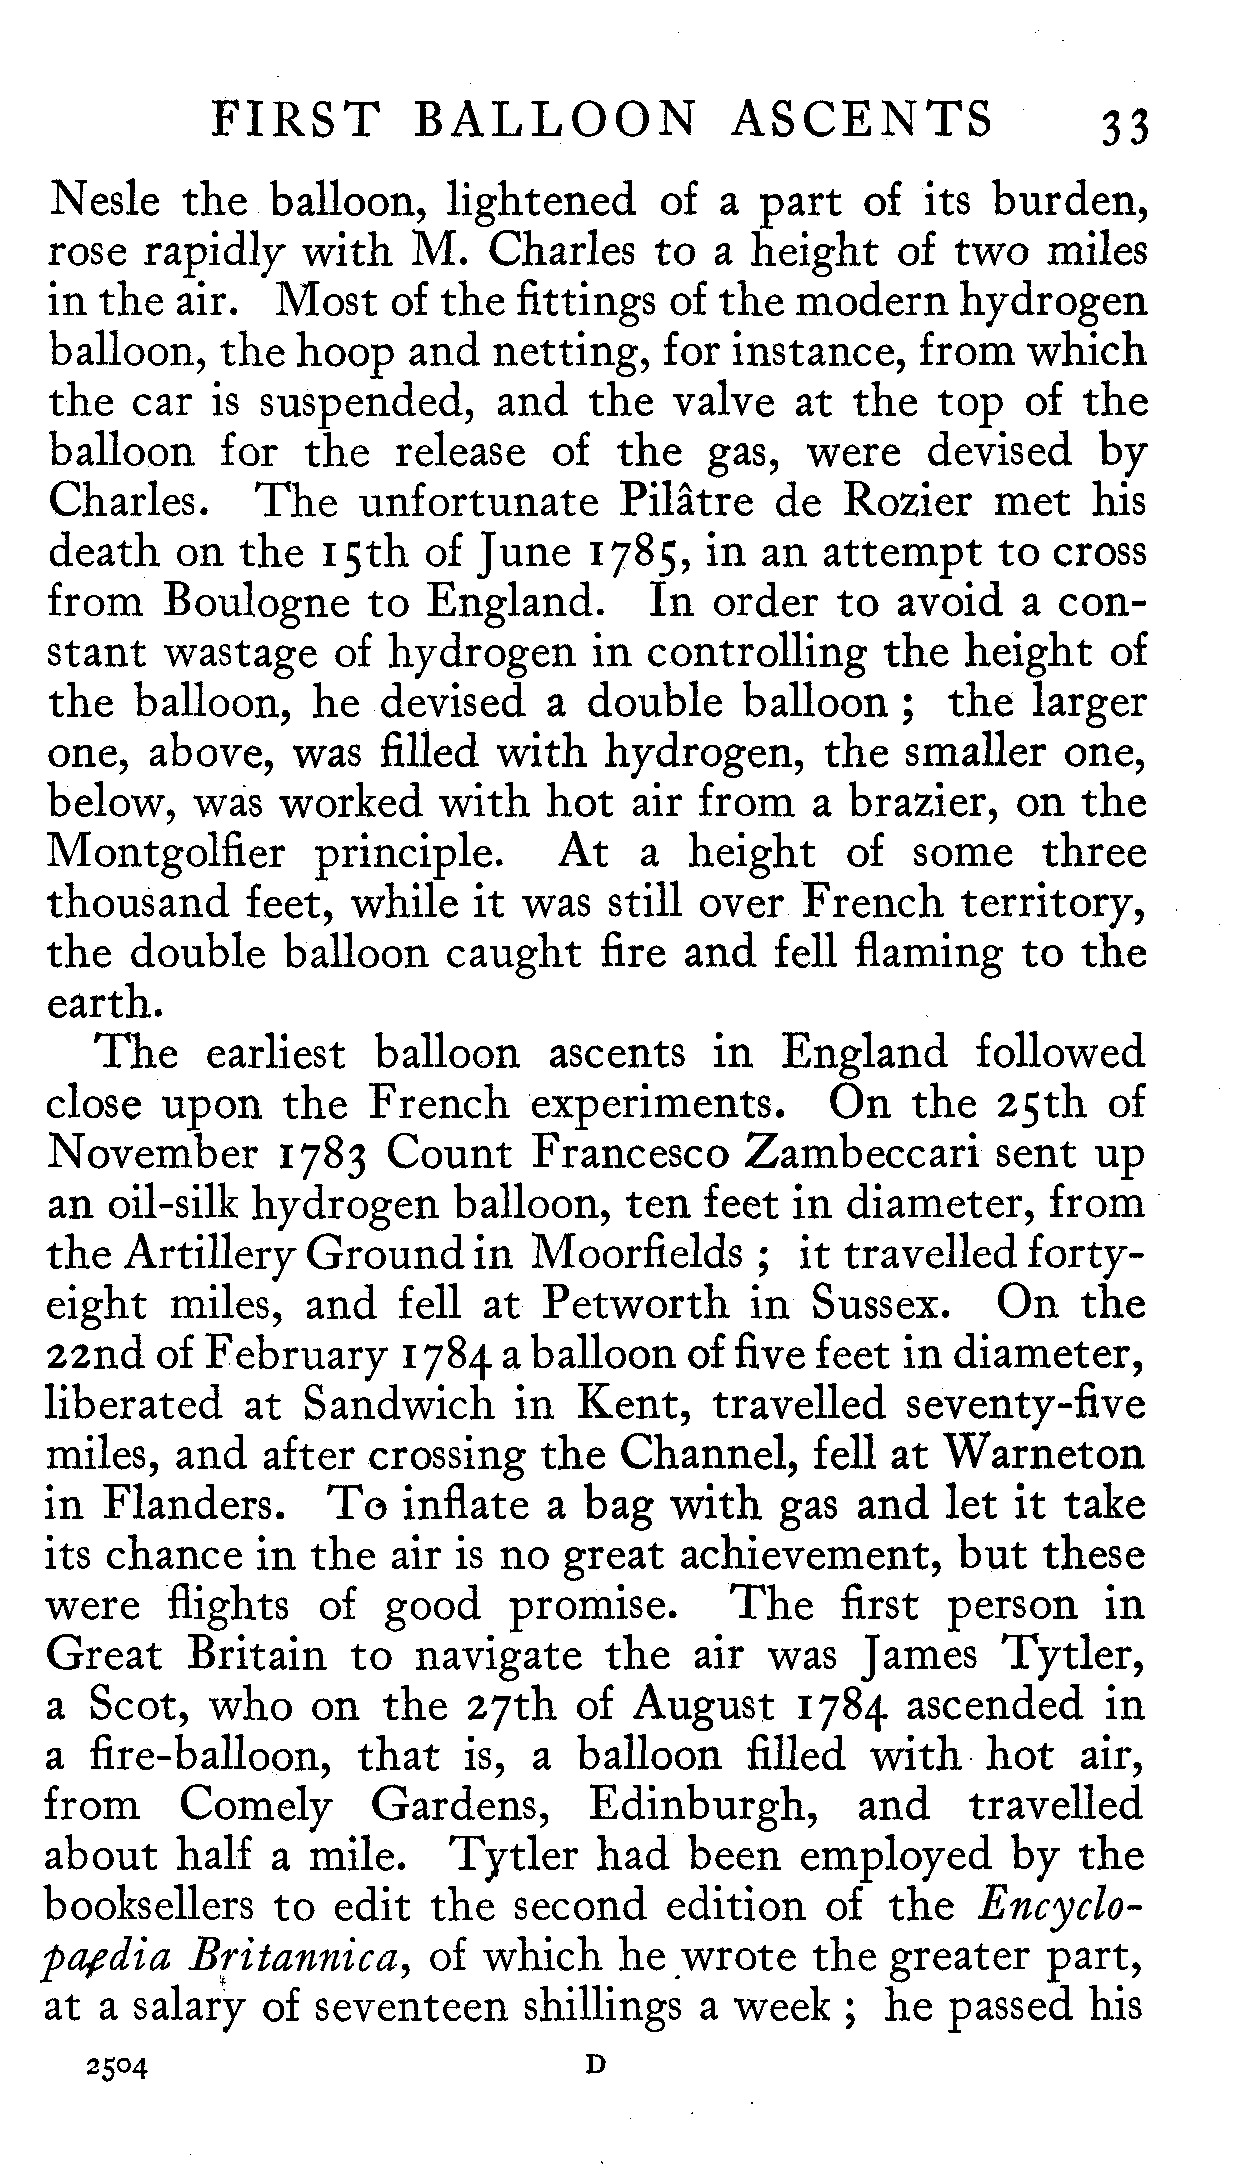 FIRST BALLOON ASCENTS 33
Nesle the balloon, lightened of a part of its burden,
rose rapidly with M. Charles to a height of two miles
in the air. Most of the fittings of the modern hydrogen
balloon, the hoop and netting, for instance, from which
the car is suspended, and the valve at the top of the
balloon for the release of the gas, were devised by
Charles. The unfortunate Pilâtre de Rozier met his
death on the 15th of June 1785, in an attempt to cross
from Boulogne to England. In order to avoid a con-
stant wastage of hydrogen in controlling the height of
the balloon, he devised a double balloon ; the larger
one, above, was filled with hydrogen, the smaller one,
below, was worked with hot air from a brazier, on the
Montgolfier principle. At a height of some three
thousand feet, while it was still over French territory,
the double balloon caught fire and fell flaming to the
earth.
The earliest balloon ascents in England followed
close upon the French experiments. On the 25th of
November 1783 Count Francesco Zambeccari sent up
an oil-silk hydrogen balloon, ten feet in diameter, from
the Artillery Ground in Moorfields ; it travelled forty-
eight miles, and fell at Petworth in Sussex. On the
22nd of February 1784 a balloon of five feet in diameter,
liberated at Sandwich in Kent, travelled seventy-five
miles, and after crossing the Channel, fell at Warneton
in Flanders. To inflate a bag with gas and let it take
its chance in the air is no great achievement, but these
were flights of good promise. The first person in
Great Britain to navigate the air was James Tytler,
a Scot, who on the 27th of August 1784 ascended in
a fire-balloon, that is, a balloon filled with hot air,
from Comely Gardens, Edinburgh, and travelled
about half a mile. Tytler had been employed by the
booksellers to edit the second edition of the Encyclo-
pædia Britannica, of which he wrote the greater part,
at a salary of seventeen shillings a week ; he passed his
2504 D